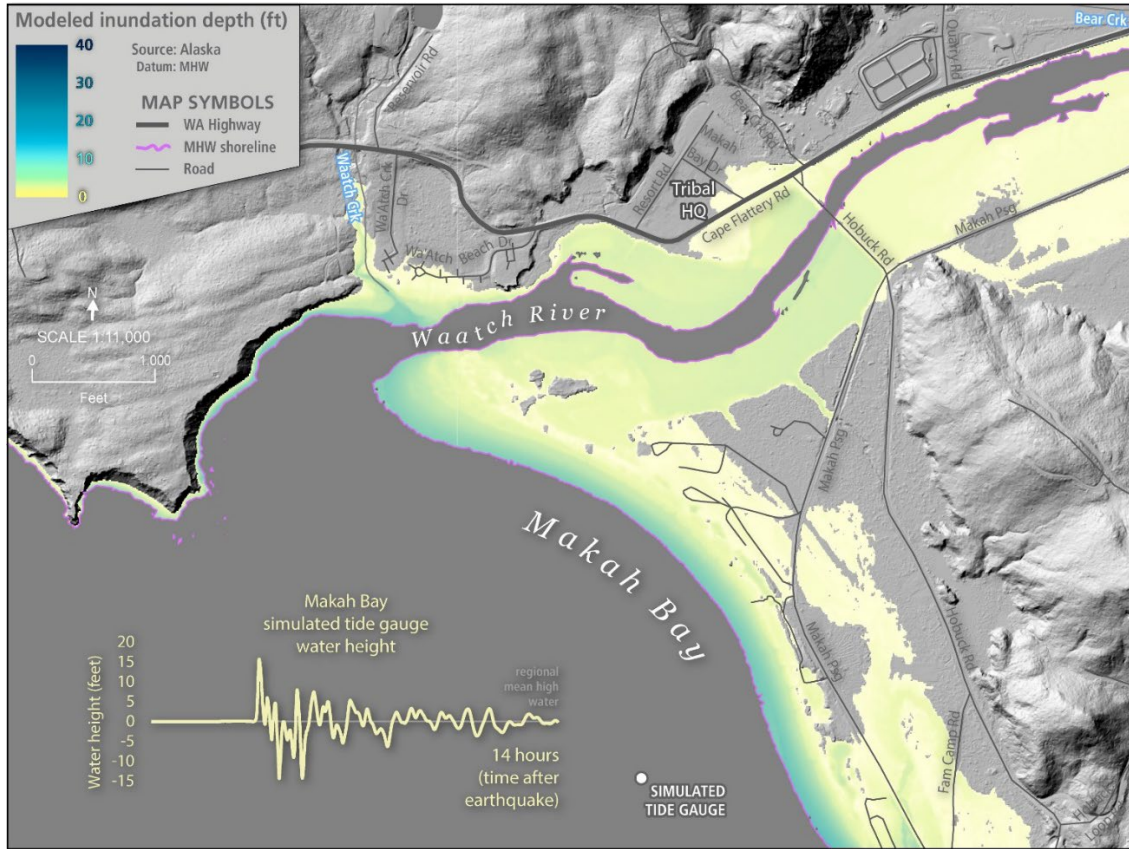 Modeled inundation depth (ft)
40
30
20
10
0
Source: Alaska
Datum: MHW
MAP SYMBOLS
WA Highway
MHW shoreline
Road
N
SCALE 1:11,000
0
1,000
Feet
Bear Crk
Quarry Rd
Reservoir Rd
Waatch Crk
Wa'Atch Crk
Dr
Wa'Atch Beach Dr
Makah
Bay Dr
Resort Rd
Tribal
HQ
Cape Flattery Rd
Hobuck Rd
Makah Psg
Waatch River
Makah Psg
Makah Bay
Makah Psg
Hobuck Rd
Fam Camp Rd
Makah Bay
simulated tide gauge
water height
Water height (feet)
20
15
10
5
0
-5
-10
-15
regional
mean high
water
14 hours
(time after
earthquake)
SIMULATED
TIDE GAUGE